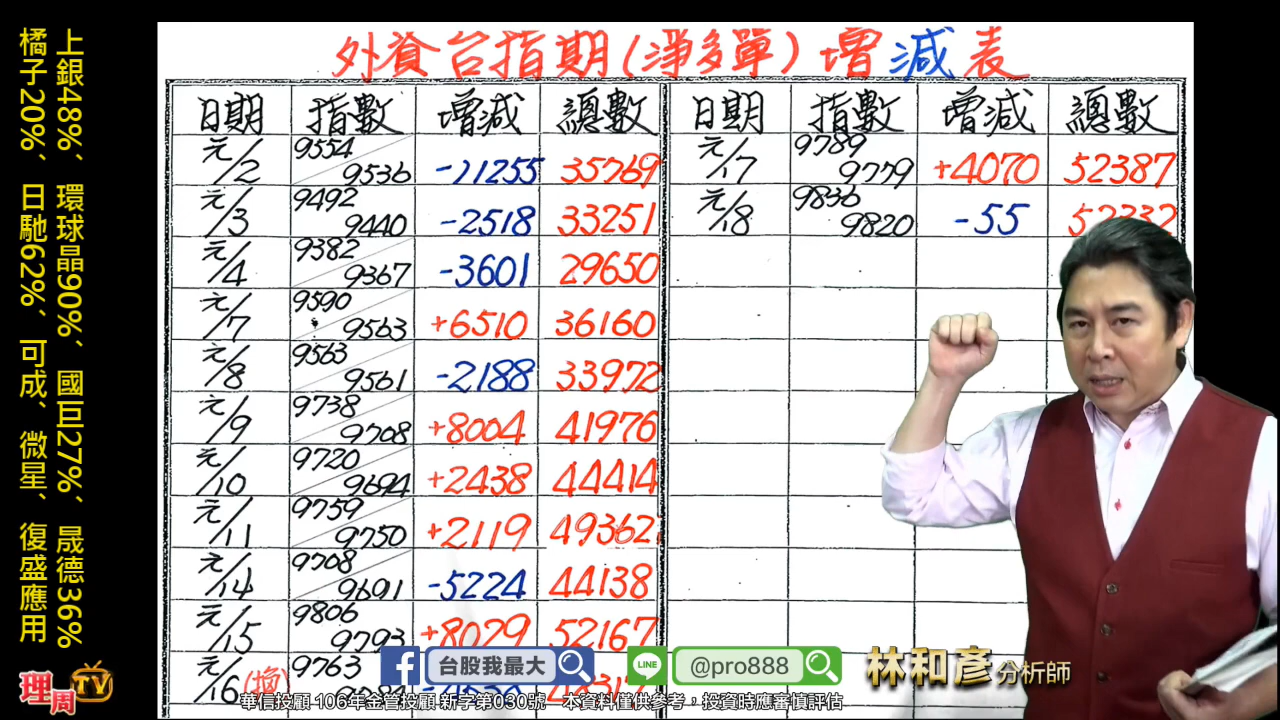 上銀48%、環球晶90%、國巨27%、晟德36%
橘子20%、日馳62%、可成、微星、復盛應用
外資台指期(淨多單)增減表
日期 指數 增減 總數 日期 指數 增減 總數
元/2 9554 9536 -11255 35769 元/17 9789 9779 +4070 52387
元/3 9492 9440 -2518 33251 元/18 9836 9820 -55 52332
元/4 9382 9367 -3601 29650
元/7 9590 9563 +6510 36160
元/8 9563 9561 -2188 33972
元/9 9738 9708 +8004 41976
元/10 9720 9694 +2438 44414
元/11 9759 9750 +2119 49362
元/14 9708 9691 -5224 44138
元/15 9806 9793 +8029 52167
元/16 (換) 9763
台股我最大
LINE @pro888
林和彥 分析師
理周TV
華信投顧 106年金管投顧 新字第030號 本資料僅供參考，投資時應審慎評估